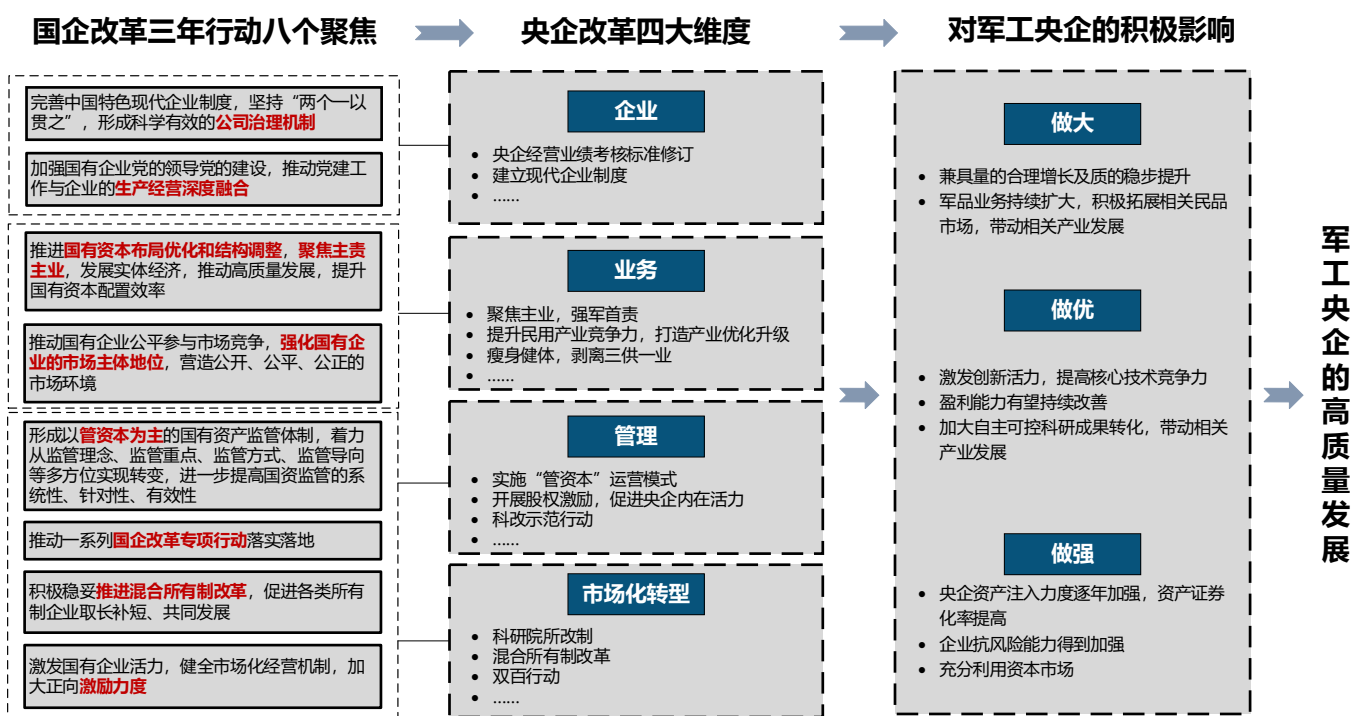 国企改革三年行动八个聚焦
央企改革四大维度
对军工央企的积极影响
完善中国特色现代企业制度，坚持“两个一以
贯之”，形成科学有效的公司治理机制
加强国有企业党的领导党的建设，推动党建工
作与企业的生产经营深度融合
推进国有资本布局优化和结构调整，聚焦主责
主业，发展实体经济，推动高质量发展，提升
国有资本配置效率
推动国有企业公平参与市场竞争，强化国有企
业的市场主体地位，营造公开、公平、公正的
市场环境
形成以管资本为主的国有资产监管体制，着力
从监管理念、监管重点、监管方式、监管导向
等多方位实现转变，进一步提高国资监管的系
统性、针对性、有效性
推动一系列国企改革专项行动落实落地
积极稳妥推进混合所有制改革，促进各类所有
制企业取长补短、共同发展
激发国有企业活力，健全市场化经营机制，加
大正向激励力度
企业
• 央企经营业绩考核标准修订
• 建立现代企业制度
• ……
业务
• 聚焦主业，强军首责
• 提升民用产业竞争力，打造产业优化升级
• 瘦身健体，剥离三供一业
• ……
管理
• 实施“管资本”运营模式
• 开展股权激励，促进央企内在活力
• 科改示范行动
• ……
市场化转型
• 科研院所改制
• 混合所有制改革
• 双百行动
• ……
做大
• 兼具量的合理增长及质的稳步提升
• 军品业务持续扩大，积极拓展相关民品
市场，带动相关产业发展
做优
• 激发创新活力，提高核心技术竞争力
• 盈利能力有望持续改善
• 加大自主可控科研成果转化，带动相关
产业发展
做强
• 央企资产注入力度逐年加强，资产证券
化率提高
• 企业抗风险能力得到加强
• 充分利用资本市场
军工央企的高质量发展